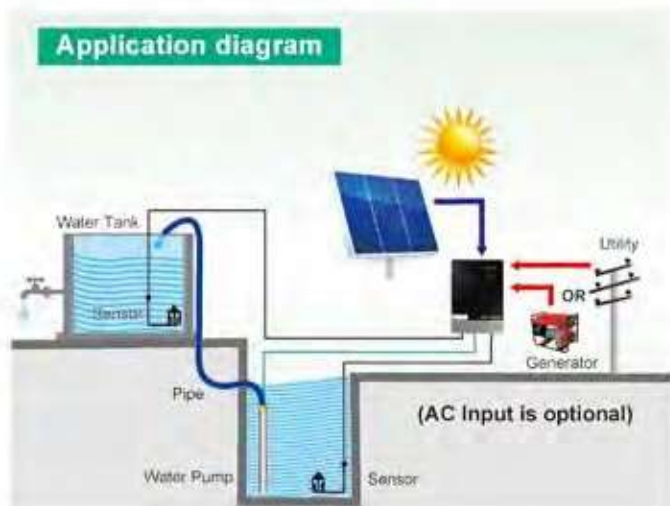 Application diagram
Water Tank
Utility
Sensor
OR
Generator
Pipe
(AC Input is optional)
Water Pump
Sensor